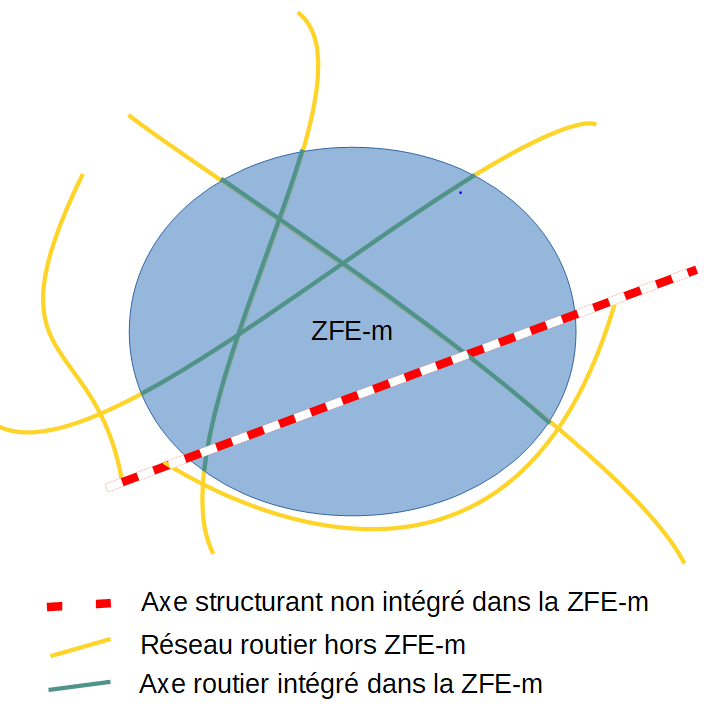 ZFE-m
Axe structurant non intégré dans la ZFE-m
Réseau routier hors ZFE-m
Axe routier intégré dans la ZFE-m